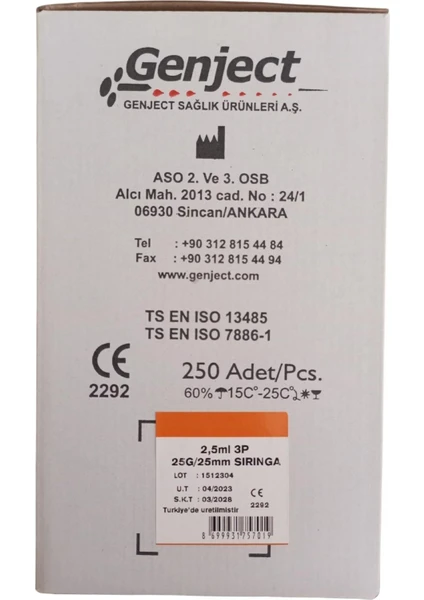 Genject
GENJECT SAĞLIK ÜRÜNLERİ A.Ş.
ASO 2. Ve 3. OSB
Alcı Mah. 2013 cad. No : 24/1
06930 Sincan/ANKARA
Tel : +90 312 815 44 84
Fax : +90 312 815 44 94
www.genject.com
TS EN ISO 13485
TS EN ISO 7886-1
CE
2292
250 Adet/Pcs.
60% 15C°-25C°
2,5ml 3P
25G/25mm SIRINGA
LOT : 1512304
U.T : 04/2023
S.K.T : 03/2028
CE
2292
Turkiye'de uretilmistir
8699931757019